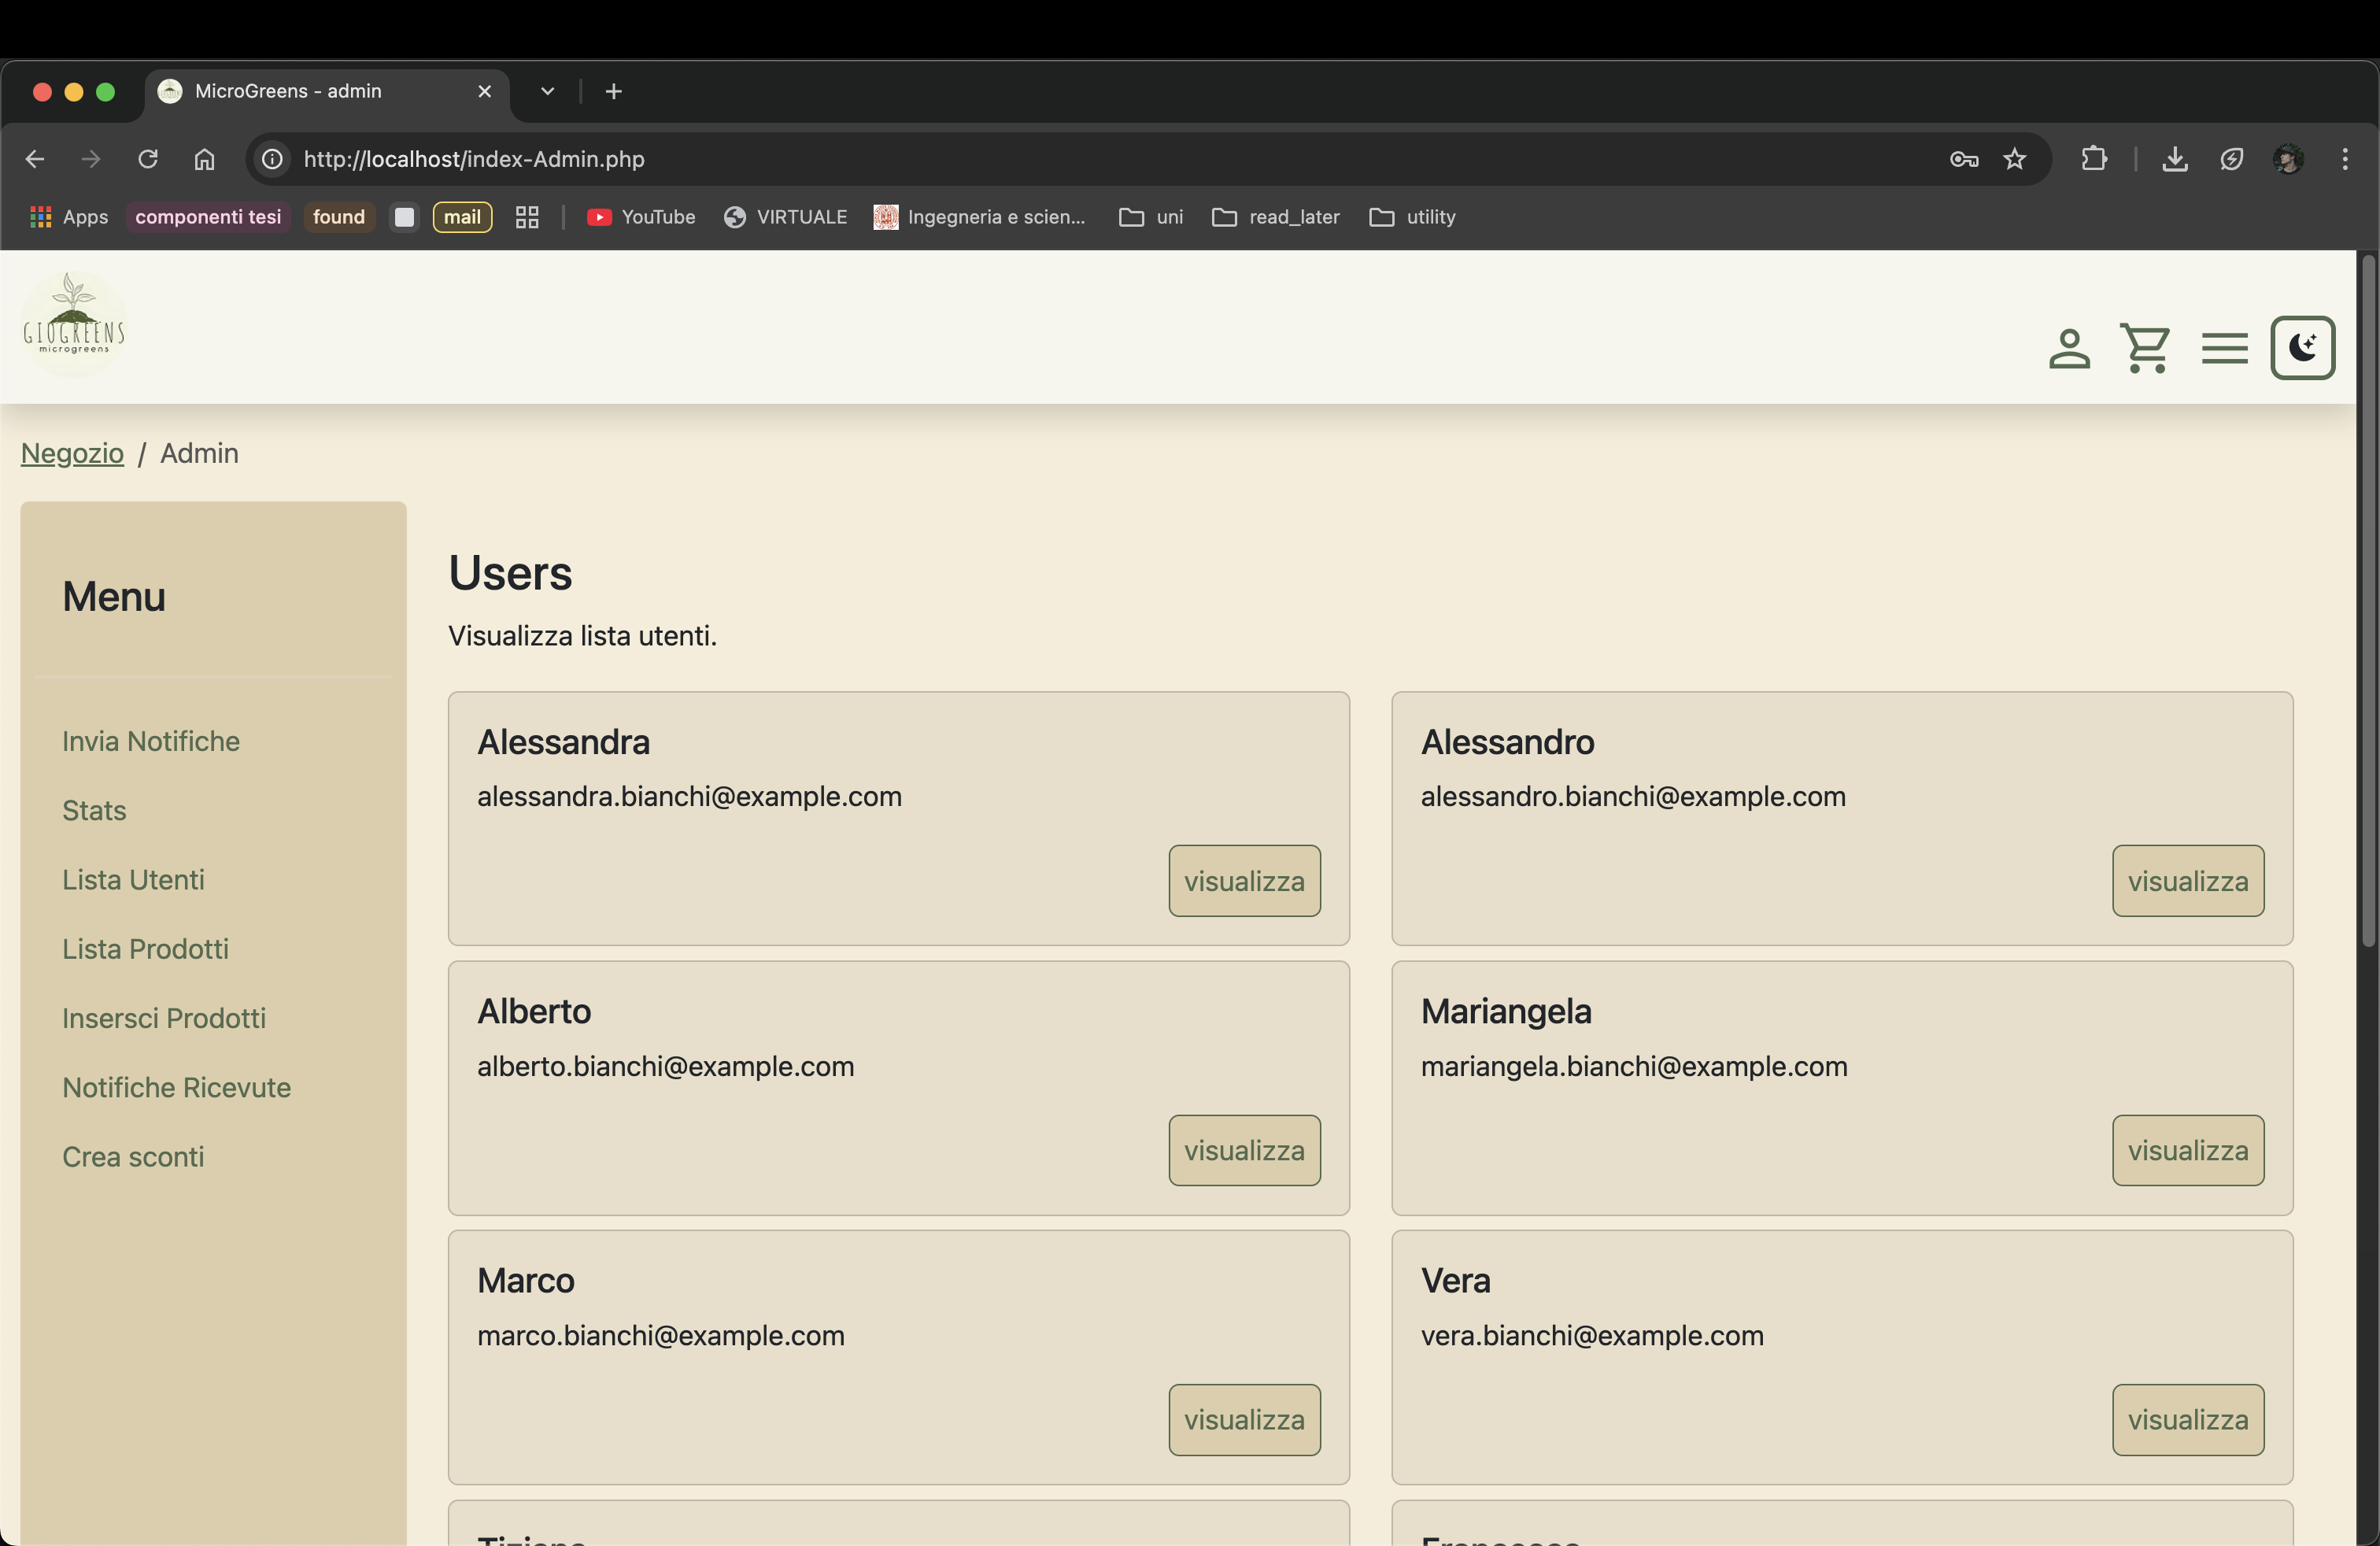 MicroGreens - admin
http://localhost/index-Admin.php
Apps componenti tesi found mail YouTube VIRTUALE Ingegneria e scien... uni read_later utility
GIOGREENS
microgreens
Negozio / Admin
Menu
Invia Notifiche
Stats
Lista Utenti
Lista Prodotti
Insersci Prodotti
Notifiche Ricevute
Crea sconti
Users
Visualizza lista utenti.
Alessandra
alessandra.bianchi@example.com
visualizza
Alessandro
alessandro.bianchi@example.com
visualizza
Alberto
alberto.bianchi@example.com
visualizza
Mariangela
mariangela.bianchi@example.com
visualizza
Marco
marco.bianchi@example.com
visualizza
Vera
vera.bianchi@example.com
visualizza